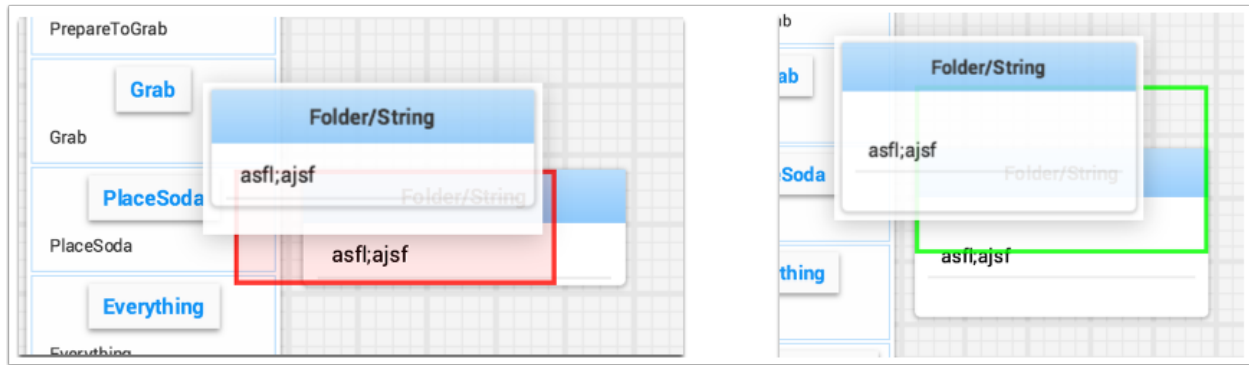 PrepareToGrab
Grab
Grab
PlaceSoda
PlaceSoda
Everything
Everything
Folder/String
asfl;ajsf
Folder/String
asfl;ajsf
ab
ab
Soda
thing
Folder/String
asfl;ajsf
Folder/String
asfl;ajsf